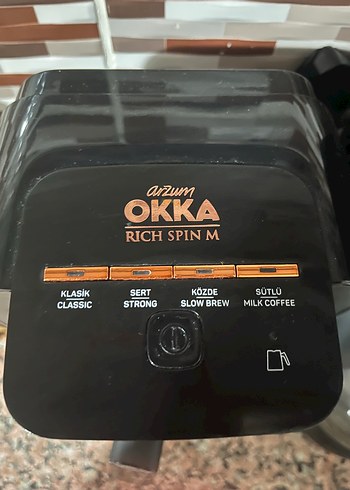 arzum
OKKA
RICH SPIN M
KLASİK
CLASSIC
SERT
STRONG
KÖZDE
SLOW BREW
SÜTLÜ
MILK COFFEE